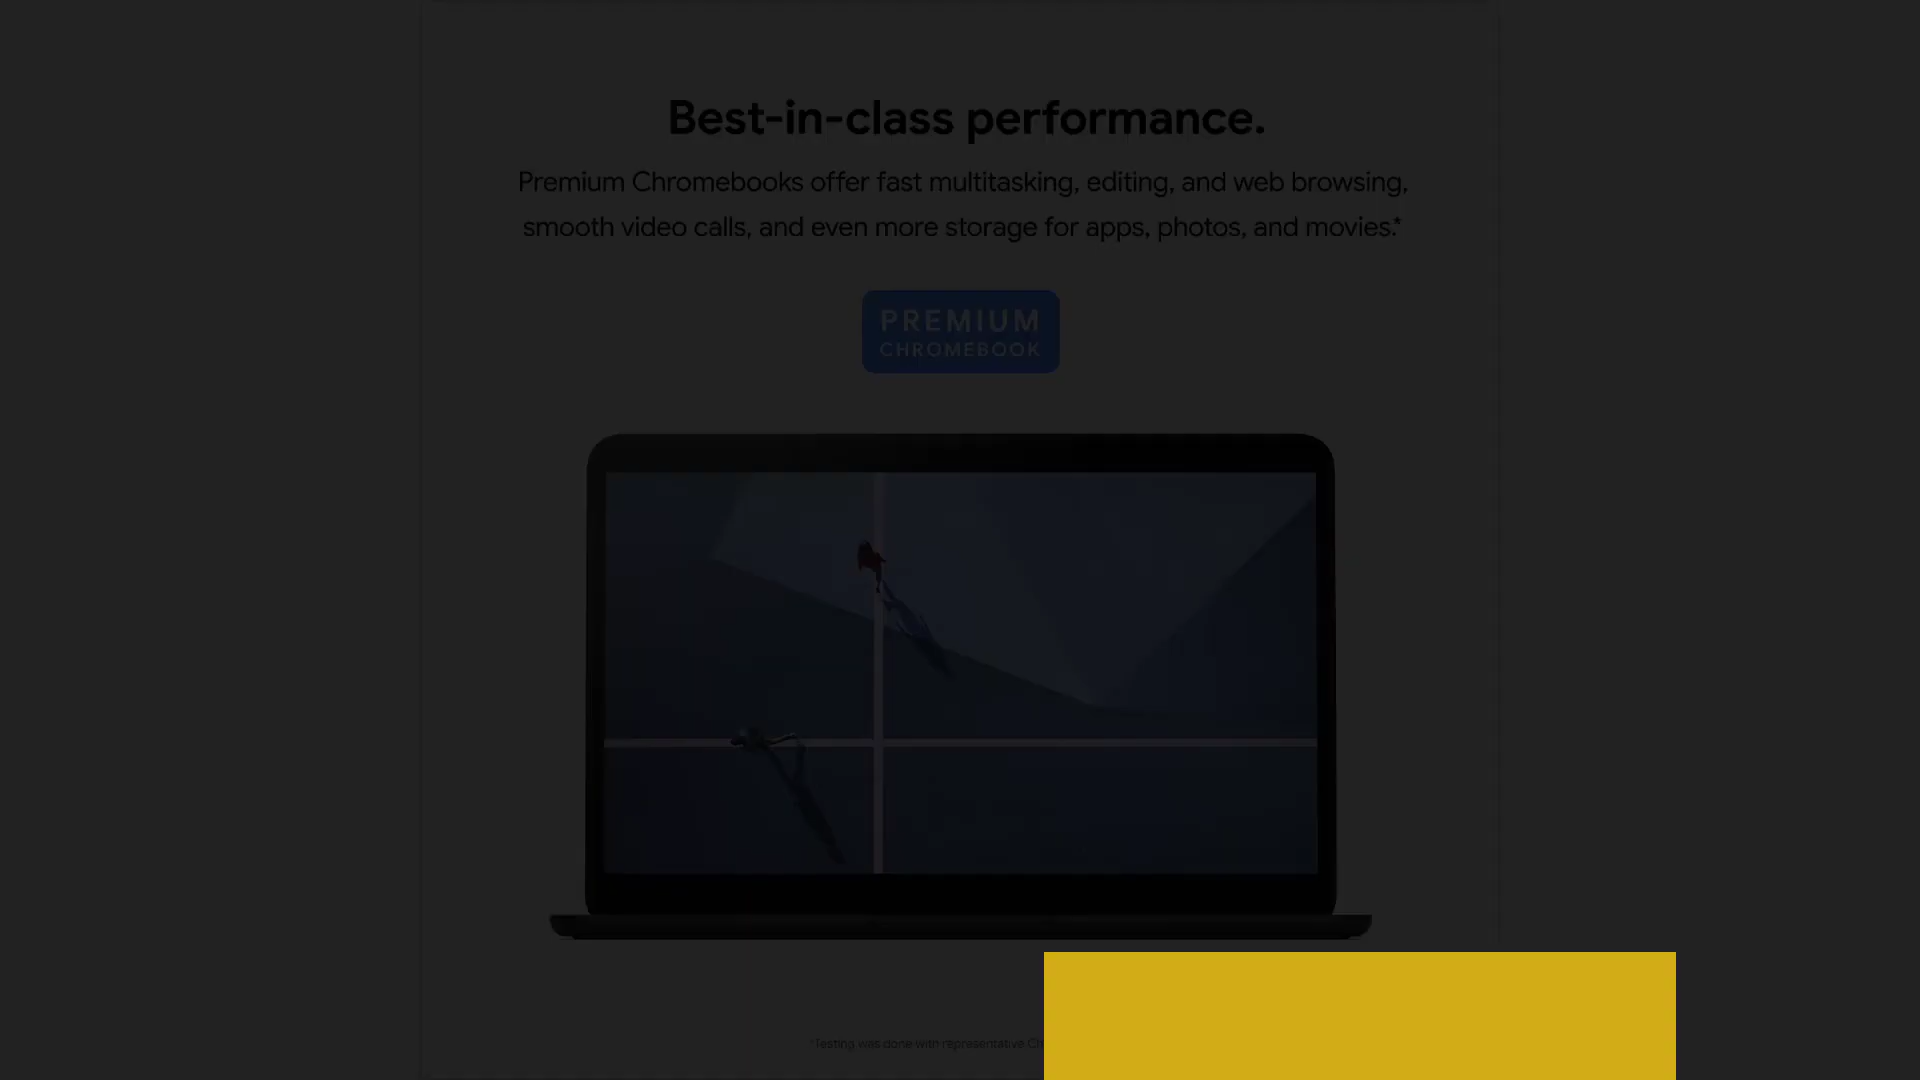 Best-in-class performance.
Premium Chromebooks offer fast multitasking, editing, and web browsing,
smooth video calls, and even more storage for apps, photos, and movies.*
PREMIUM
CHROMEBOOK
*Testing was done with representative